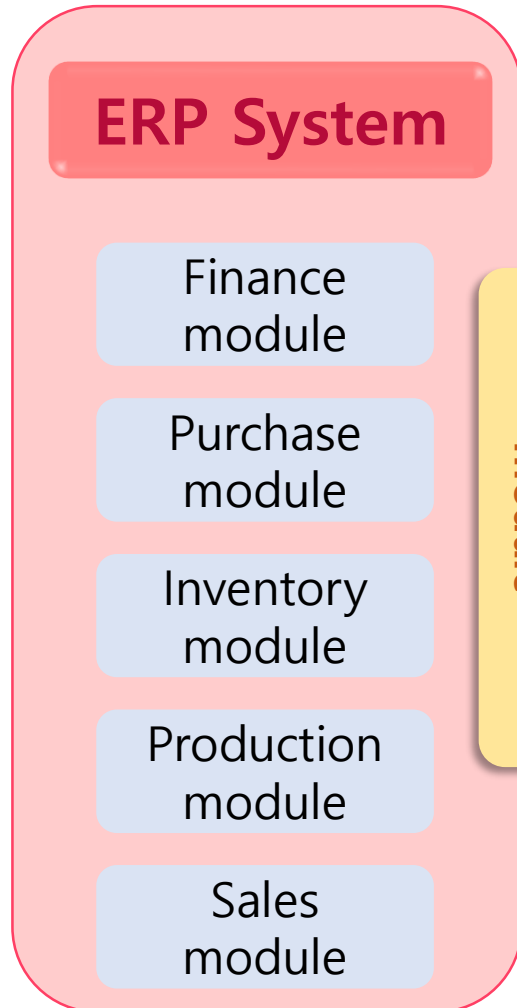 ERP System
Finance
module
Purchase
module
Inventory
module
Production
module
Sales
module